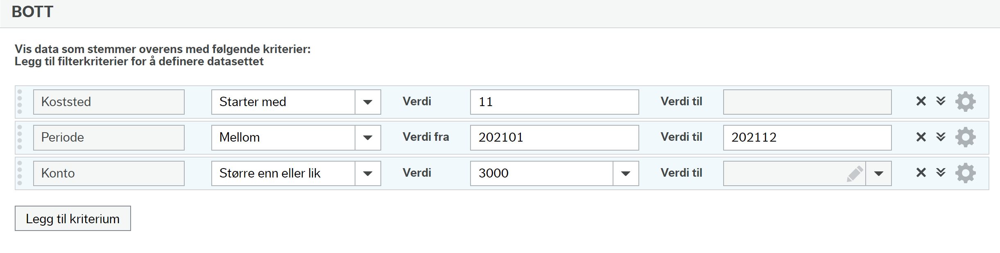 BOTT
Vis data som stemmer overens med følgende kriterier:
Legg til filterkriterier for å definere datasettet
Koststed Starter med Verdi 11 Verdi til
Periode Mellom Verdi fra 202101 Verdi til 202112
Konto Større enn eller lik Verdi 3000 Verdi til
Legg til kriterium